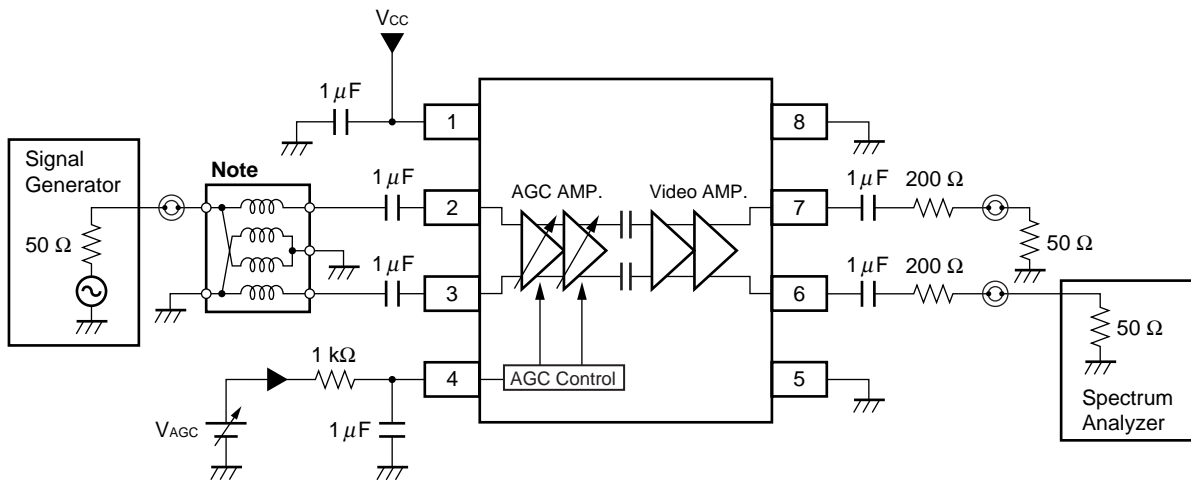 VCC
1 μF
1
8
Signal
Generator
50 Ω
Note
1 μF
2
AGC AMP.
Video AMP.
7
1 μF
200 Ω
50 Ω
1 μF
3
6
1 μF
200 Ω
50 Ω
Spectrum
Analyzer
1 kΩ
4
AGC Control
5
VAGC
1 μF